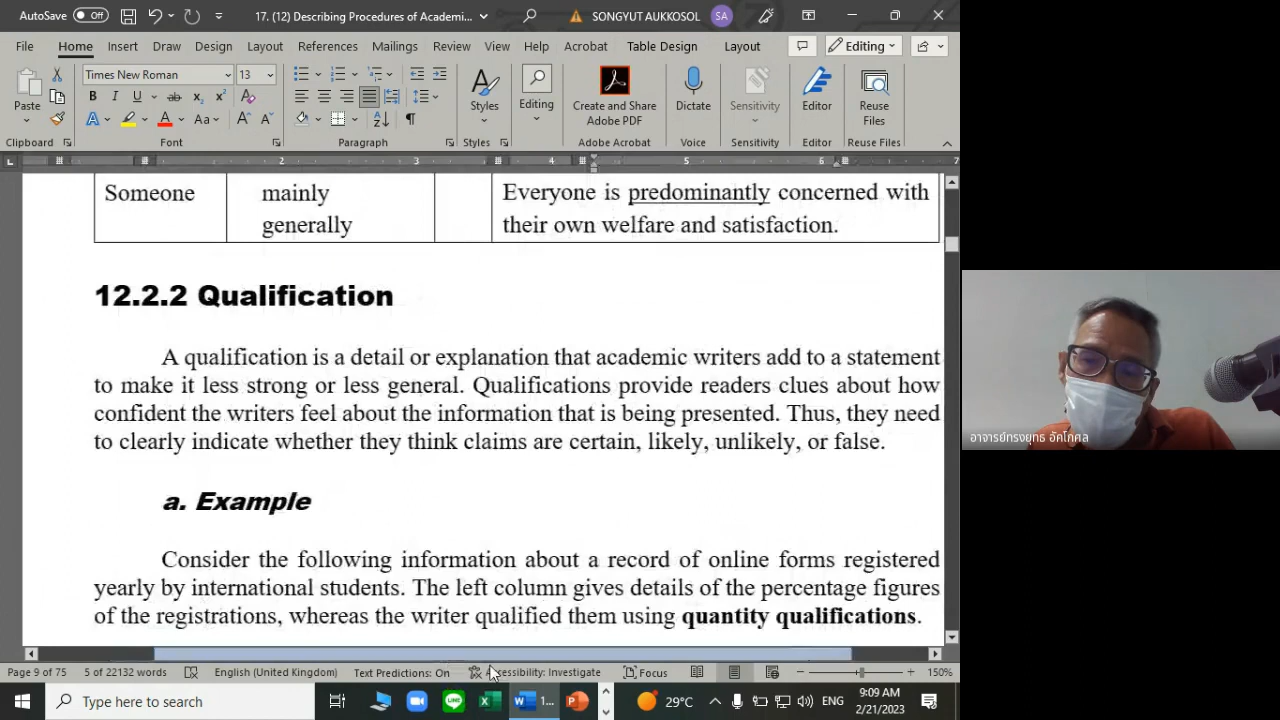 AutoSave Off 17. (12) Describing Procedures of Academi... SONGYUT AUKKOSOL SA
File Home Insert Draw Design Layout References Mailings Review View Help Acrobat Table Design Layout Editing
Times New Roman 13
Paste Styles Editing Create and Share Adobe PDF Dictate Sensitivity Editor Reuse Files
Clipboard Font Paragraph Styles Adobe Acrobat Voice Sensitivity Editor Reuse Files
2 3 4 5 6 7
Someone mainly Everyone is predominantly concerned with
generally their own welfare and satisfaction.
12.2.2 Qualification
A qualification is a detail or explanation that academic writers add to a statement
to make it less strong or less general. Qualifications provide readers clues about how
confident the writers feel about the information that is being presented. Thus, they need
to clearly indicate whether they think claims are certain, likely, unlikely, or false.
a. Example
Consider the following information about a record of online forms registered
yearly by international students. The left column gives details of the percentage figures
of the registrations, whereas the writer qualified them using quantity qualifications.
อาจารย์ทรงยุทธ อัคโกศล
Page 9 of 75 5 of 22132 words English (United Kingdom) Text Predictions: On Accessibility: Investigate Focus 150%
Type here to search 1... 29°C ENG 9:09 AM
2/21/2023